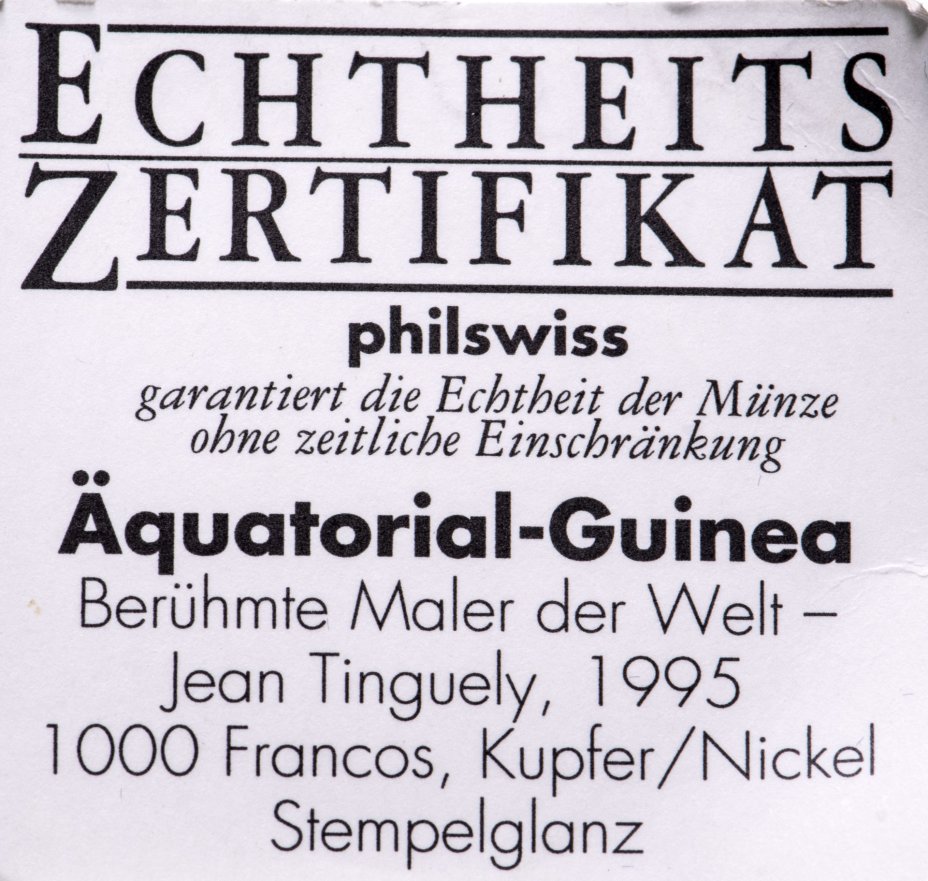 ECHTHEITS
ZERTIFIKAT
philswiss
garantiert die Echtheit der Münze
ohne zeitliche Einschränkung
Äquatorial-Guinea
Berühmte Maler der Welt –
Jean Tinguely, 1995
1000 Francos, Kupfer/Nickel
Stempelglanz